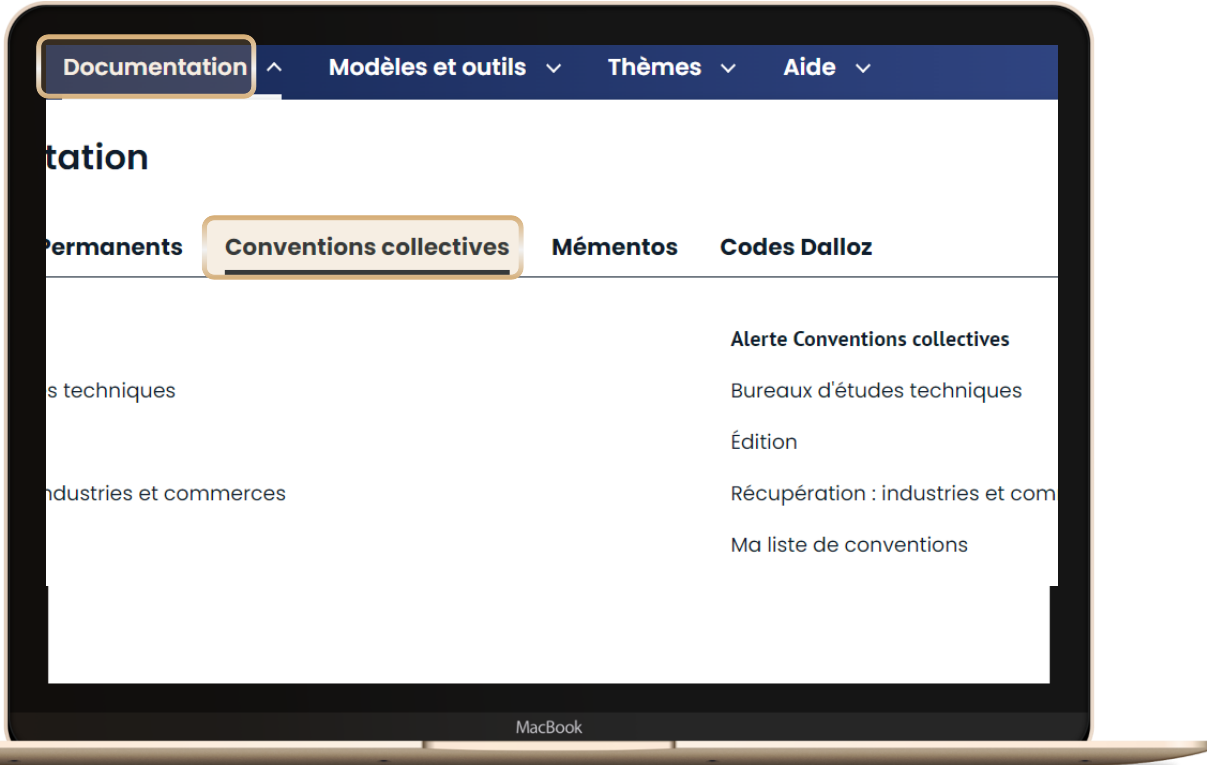 Documentation Modèles et outils Thèmes Aide
tation
Permanents Conventions collectives Mémentos Codes Dalloz
Alerte Conventions collectives
s techniques Bureaux d'études techniques
Édition
ndustries et commerces Récupération : industries et com
Ma liste de conventions
MacBook